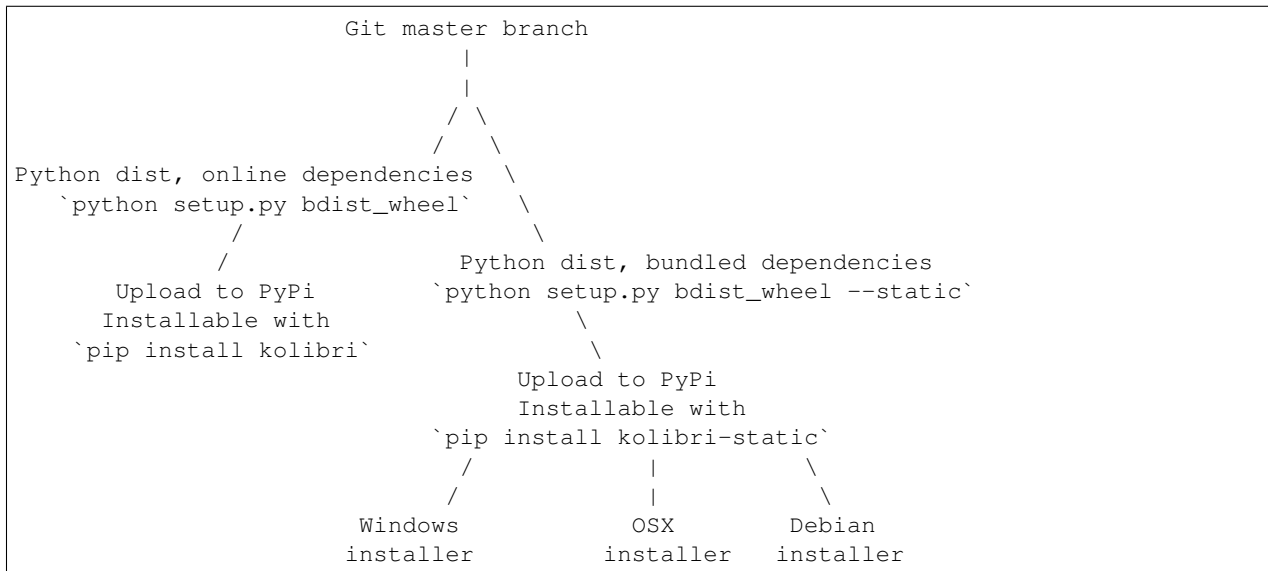 Git master branch
|
|
/ \
/ \
Python dist, online dependencies \
`python setup.py bdist_wheel` \
/ \
/ Python dist, bundled dependencies
Upload to PyPi `python setup.py bdist_wheel --static`
Installable with \
`pip install kolibri` \
Upload to PyPi
Installable with
`pip install kolibri-static`
/ | \
/ | \
Windows OSX Debian
installer installer installer